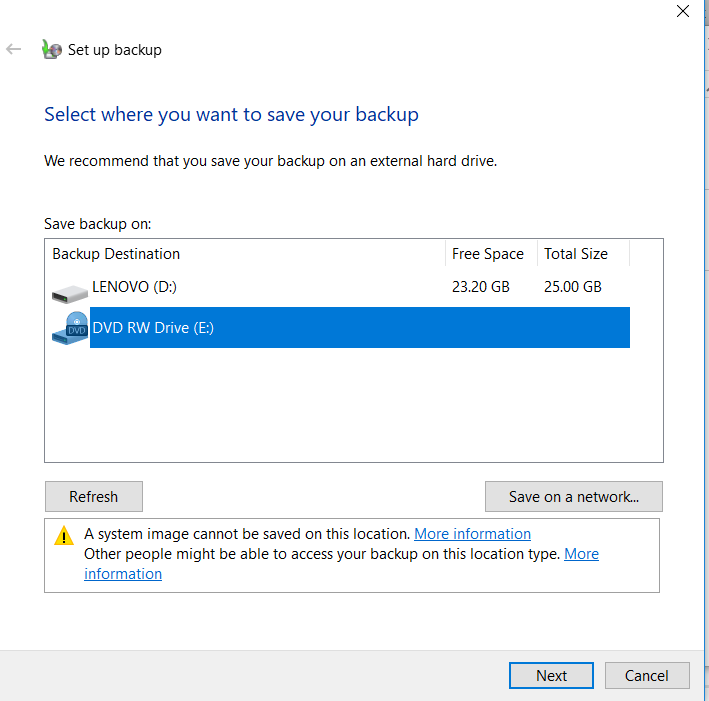 Set up backup
Select where you want to save your backup
We recommend that you save your backup on an external hard drive.
Save backup on:
Backup Destination Free Space Total Size
LENOVO (D:) 23.20 GB 25.00 GB
DVD DVD RW Drive (E:)
Refresh Save on a network...
A system image cannot be saved on this location. More information
Other people might be able to access your backup on this location type. More
information
Next Cancel